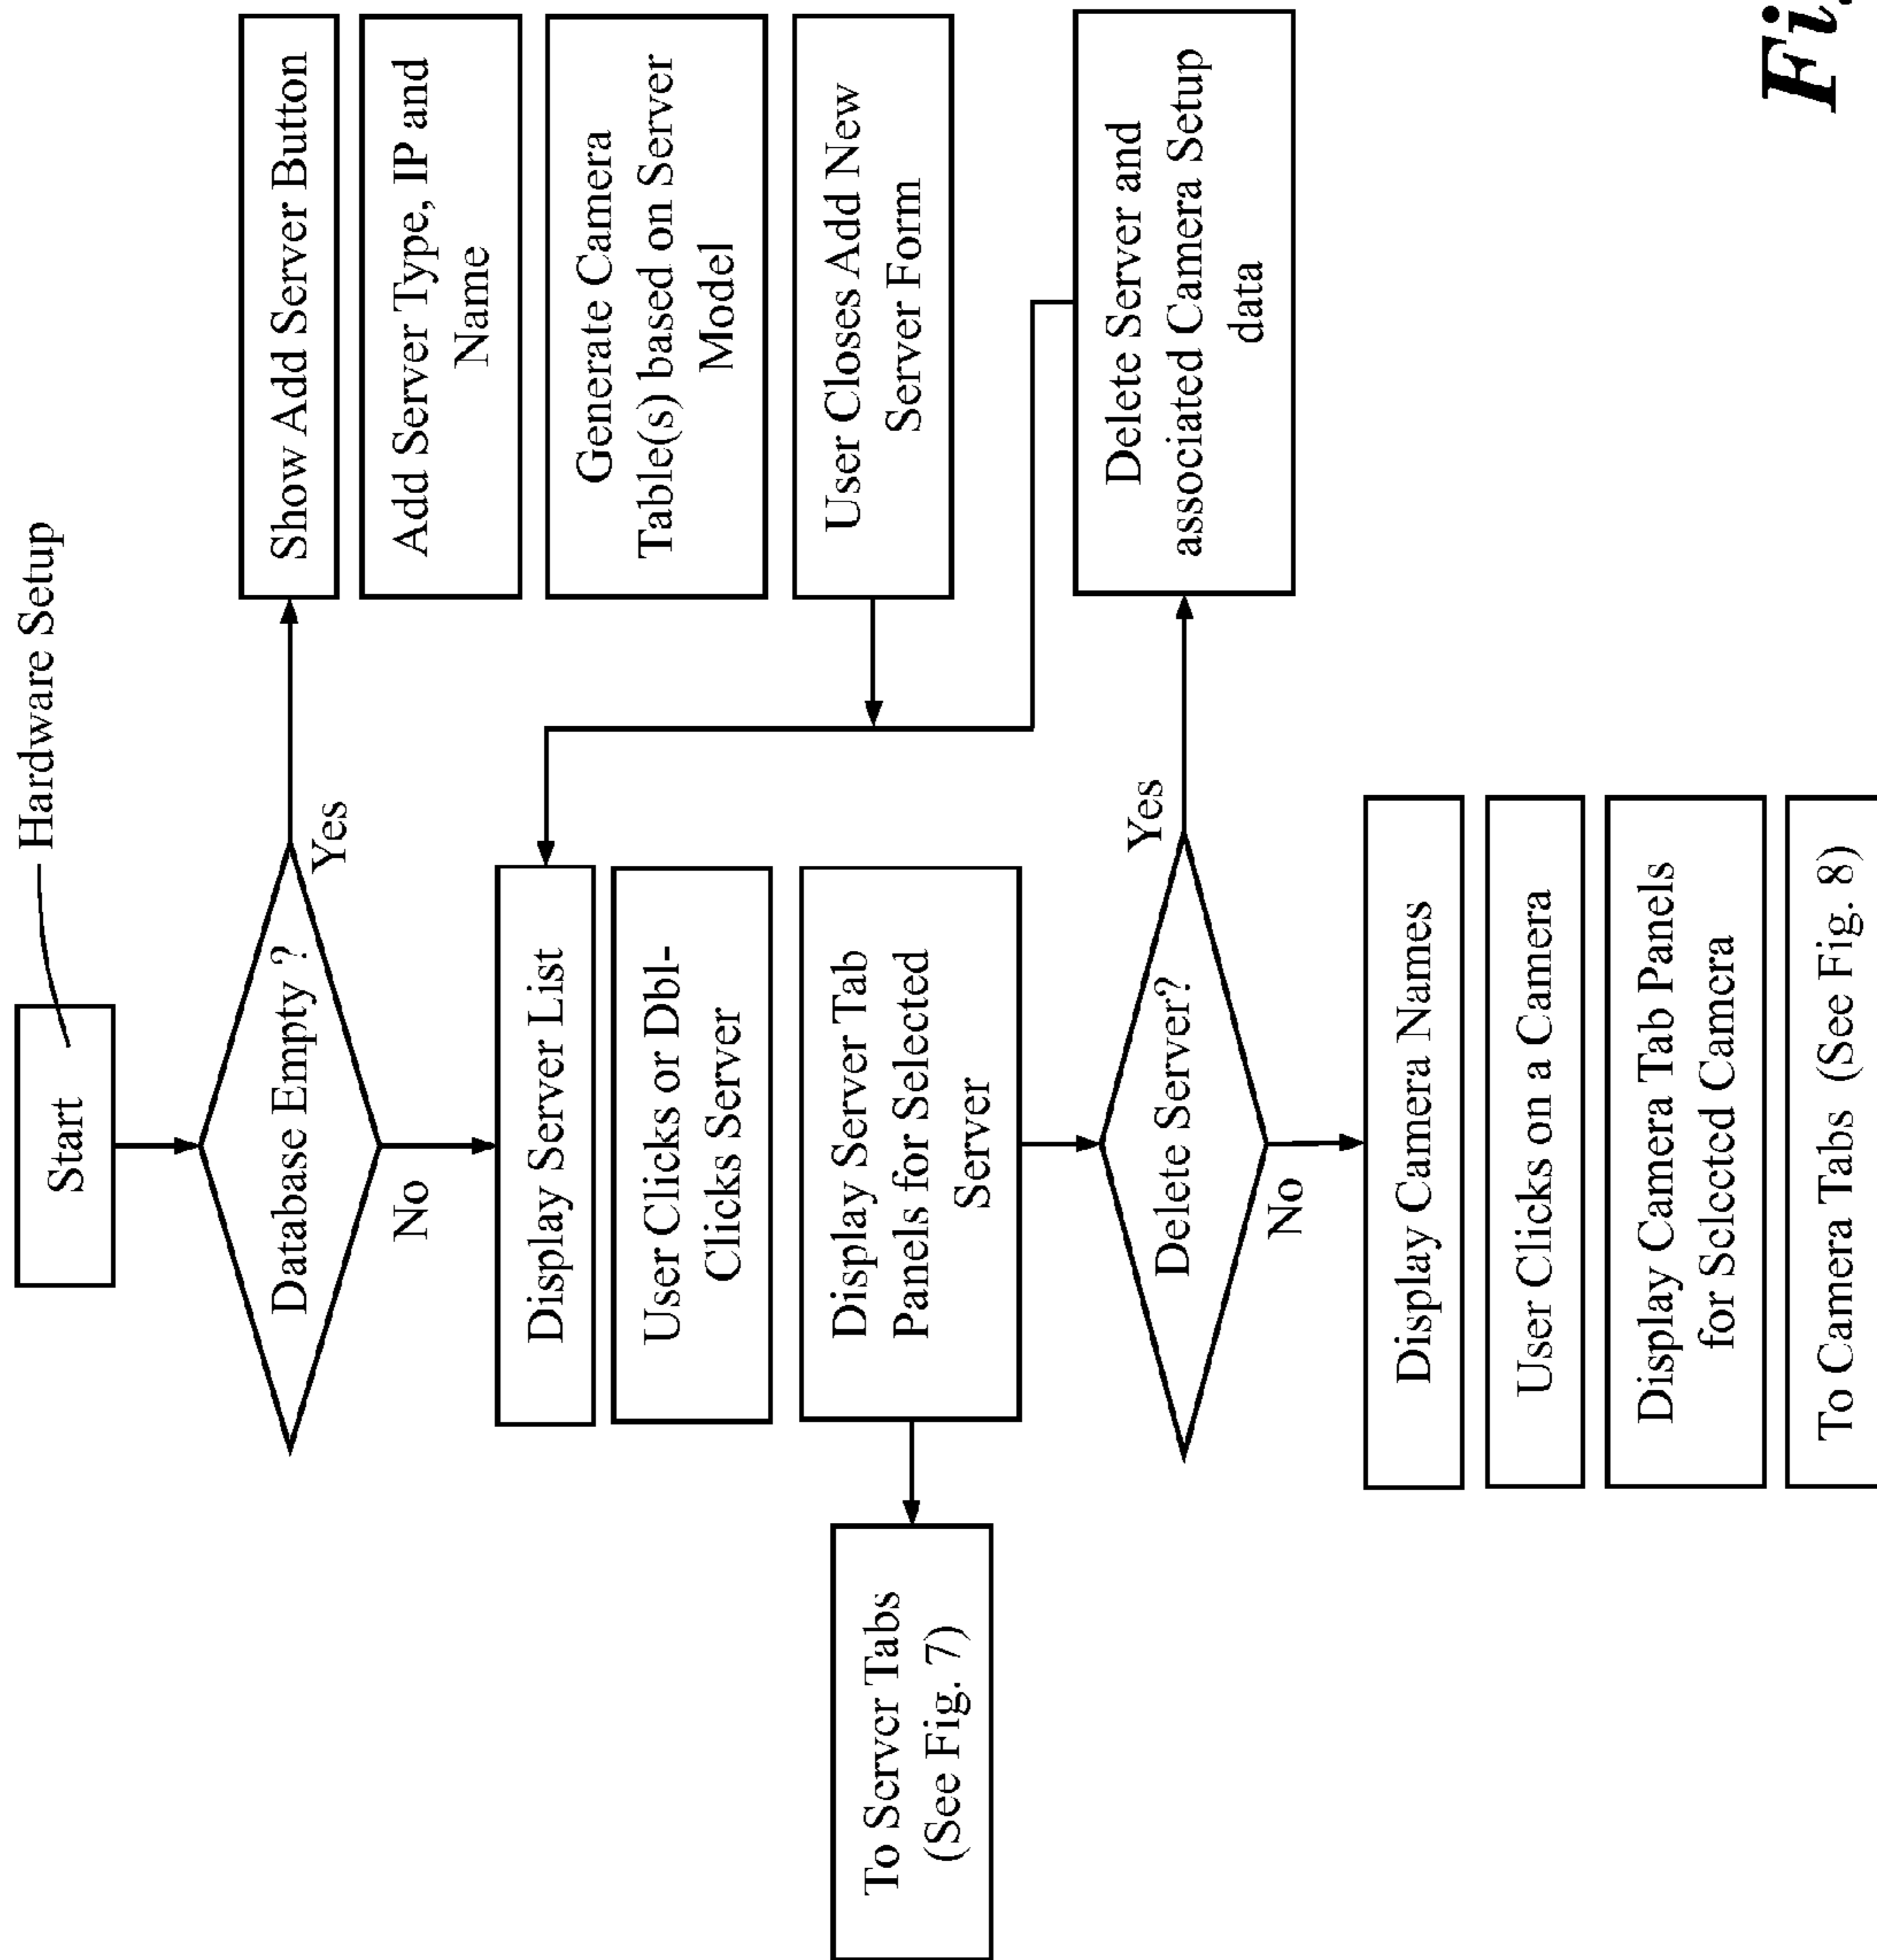 Hardware Setup
Start
Database Empty ?
Yes
No
Show Add Server Button
Add Server Type, IP and
Name
Generate Camera
Table(s) based on Server
Model
User Closes Add New
Server Form
Display Server List
User Clicks or Dbl-
Clicks Server
Display Server Tab
Panels for Selected
Server
To Server Tabs
(See Fig. 7)
Delete Server?
Yes
No
Delete Server and
associated Camera Setup
data
Display Camera Names
User Clicks on a Camera
Display Camera Tab Panels
for Selected Camera
To Camera Tabs (See Fig. 8)